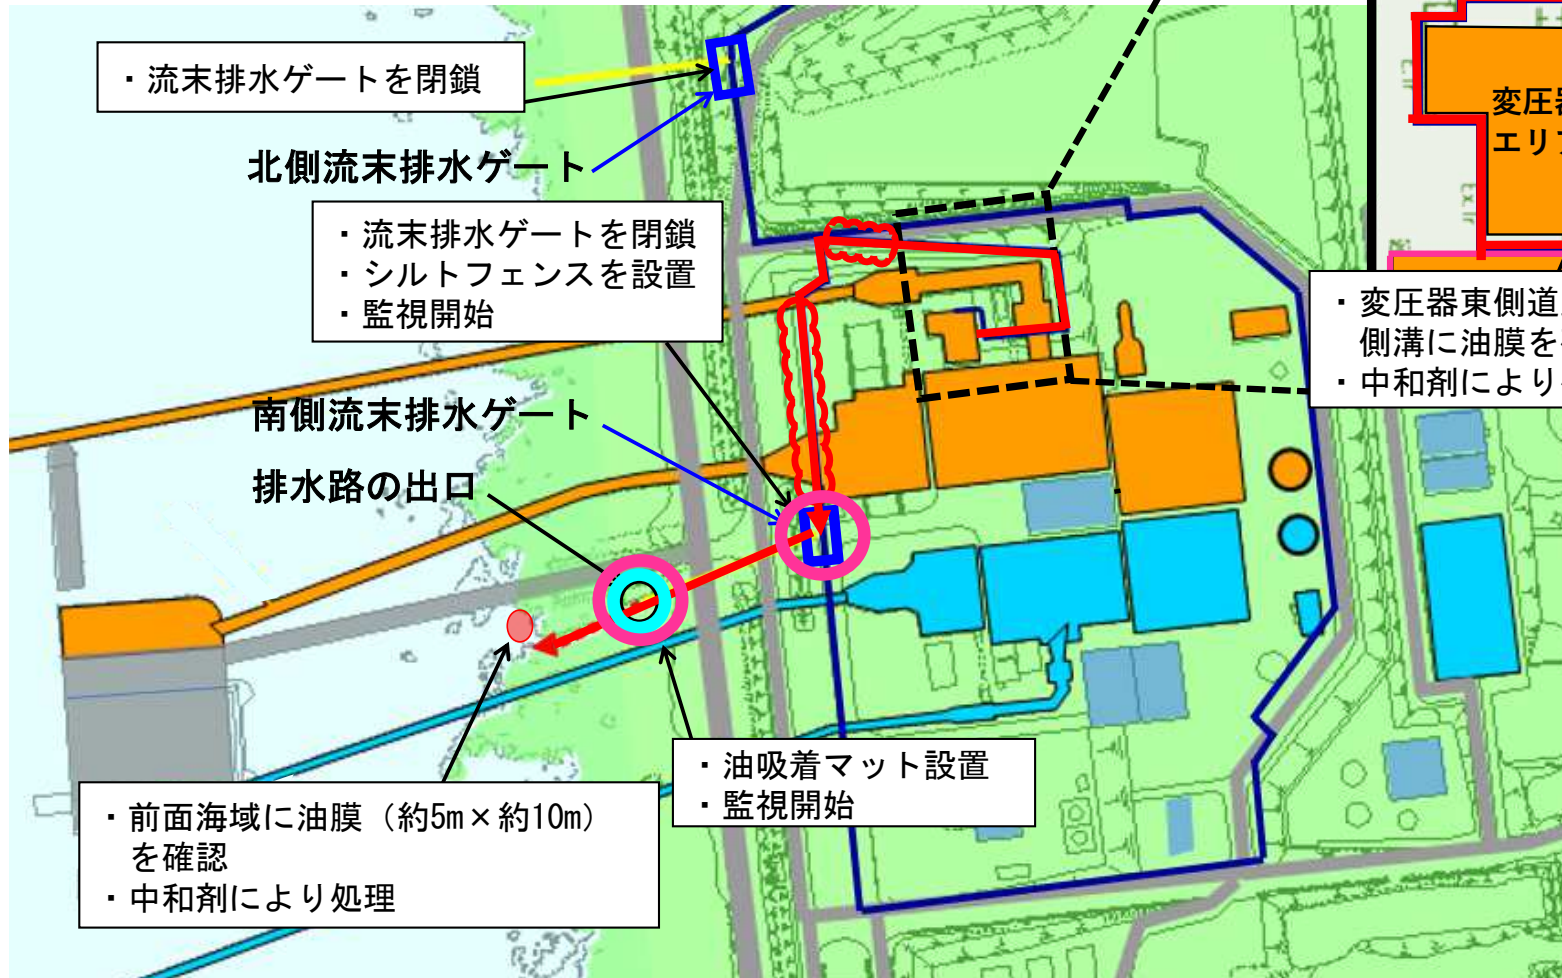 ・流末排水ゲートを閉鎖
北側流末排水ゲート
・流末排水ゲートを閉鎖
・シルトフェンスを設置
・監視開始
変圧
エリ
・変圧器東側道
側溝に油膜を
・中和剤により
南側流末排水ゲート
排水路の出口
・油吸着マット設置
・監視開始
・前面海域に油膜（約5m×約10m）
を確認
・中和剤により処理